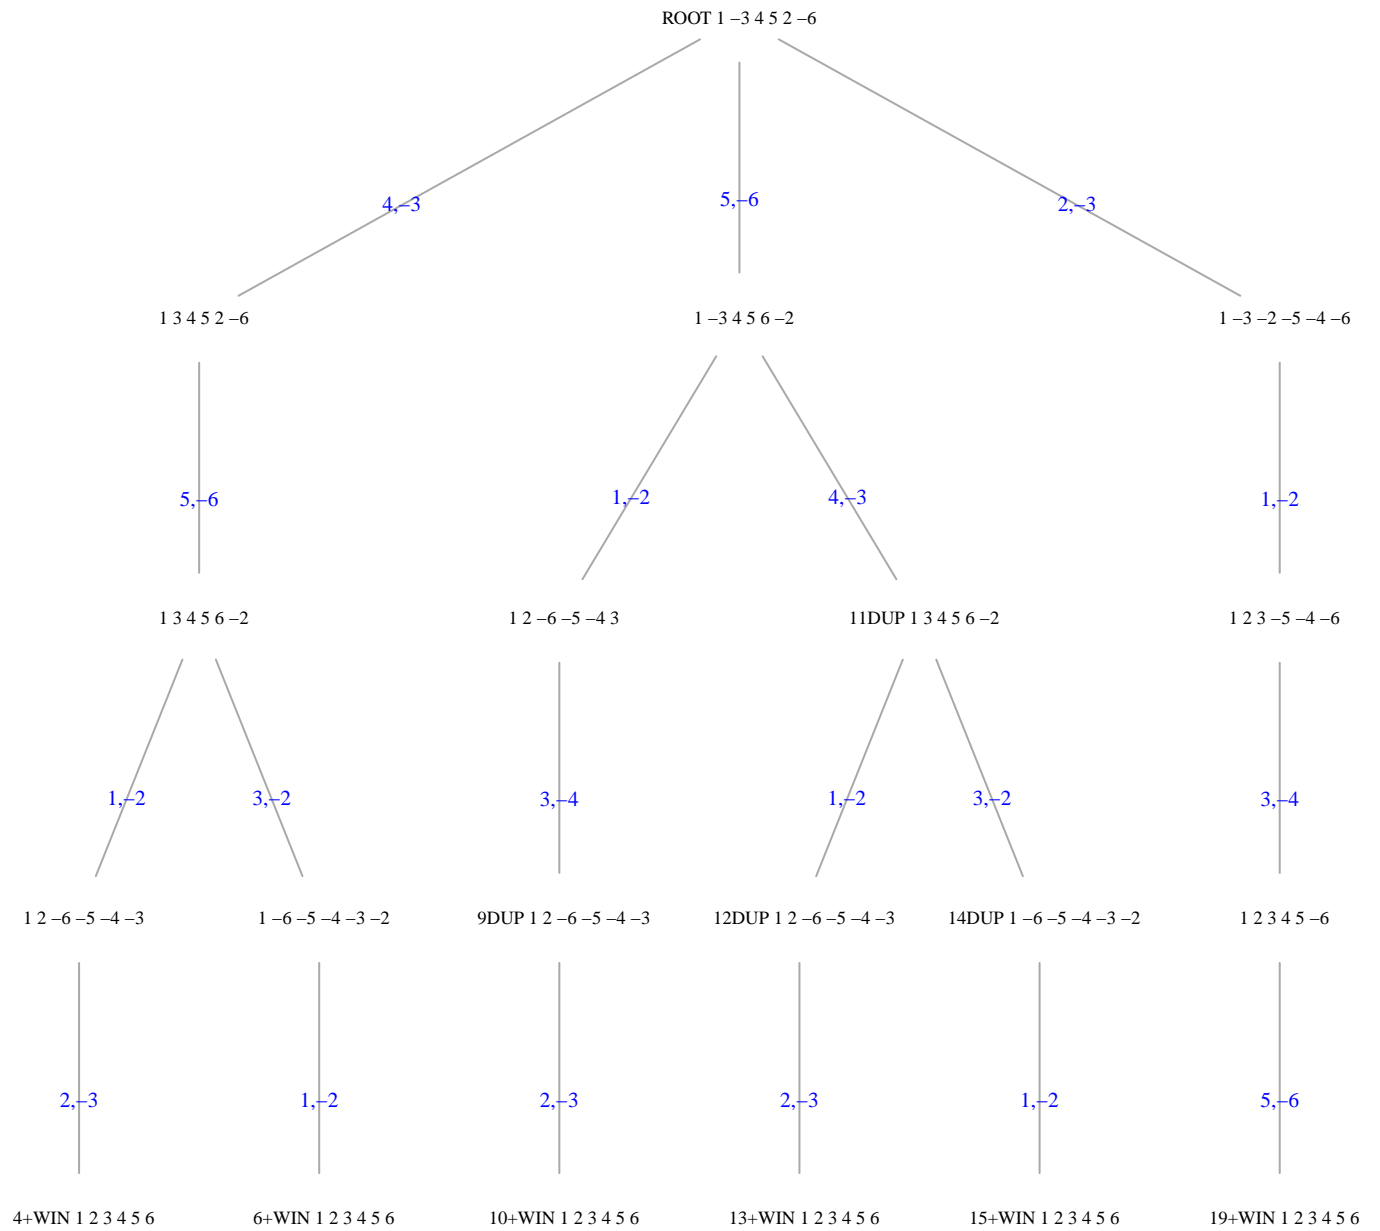 ROOT 1 –3 4 5 2 –6
4,–3
5,–6
2,–3
1 3 4 5 2 –6
1 –3 4 5 6 –2
1 –3 –2 –5 –4 –6
5,–6
1,–2
4,–3
1,–2
1 3 4 5 6 –2
1 2 –6 –5 –4 3
11DUP 1 3 4 5 6 –2
1 2 3 –5 –4 –6
1,–2
3,–2
3,–4
1,–2
3,–2
3,–4
1 2 –6 –5 –4 –3
1 –6 –5 –4 –3 –2
9DUP 1 2 –6 –5 –4 –3
12DUP 1 2 –6 –5 –4 –3
14DUP 1 –6 –5 –4 –3 –2
1 2 3 4 5 –6
2,–3
1,–2
2,–3
2,–3
1,–2
5,–6
4+WIN 1 2 3 4 5 6
6+WIN 1 2 3 4 5 6
10+WIN 1 2 3 4 5 6
13+WIN 1 2 3 4 5 6
15+WIN 1 2 3 4 5 6
19+WIN 1 2 3 4 5 6